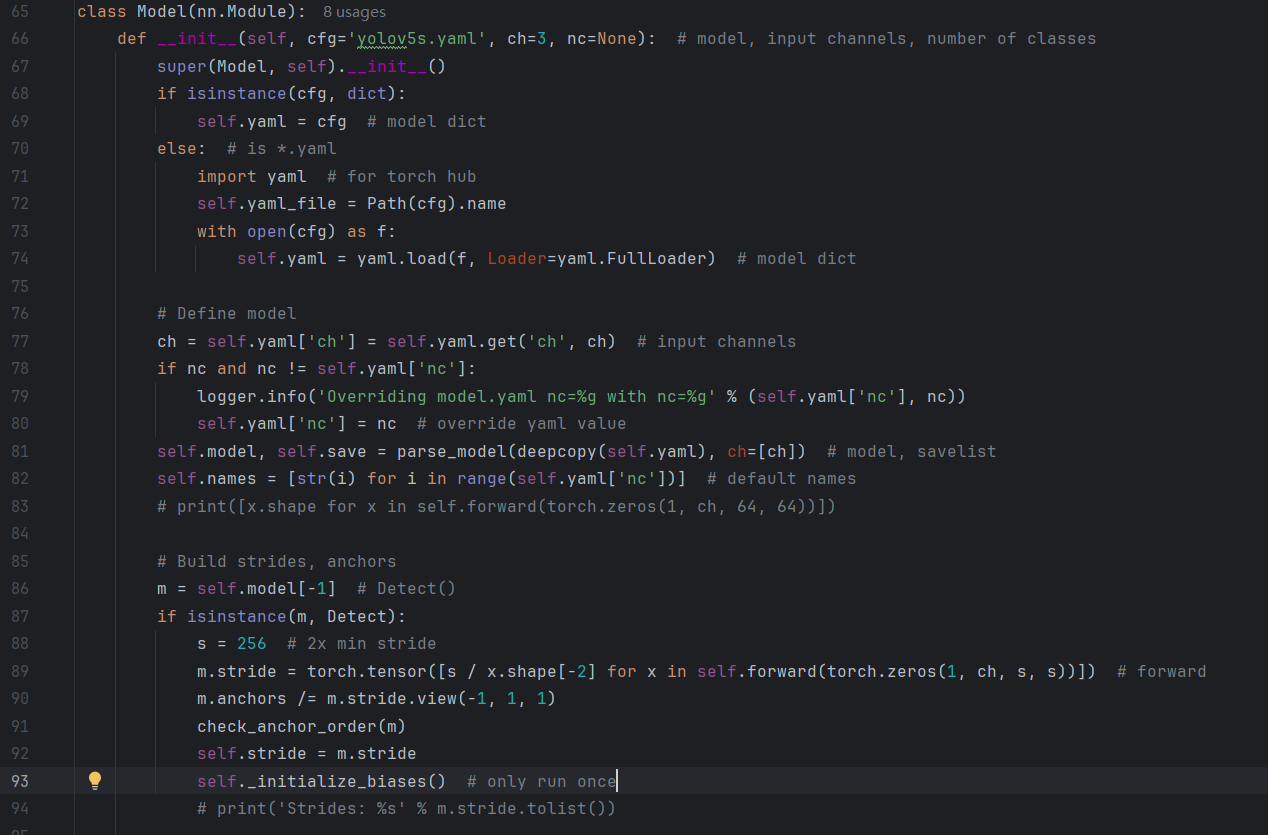 65 class Model(nn.Module): 8 usages
66     def __init__(self, cfg='yolov5s.yaml', ch=3, nc=None):  # model, input channels, number of classes
67         super(Model, self).__init__()
68         if isinstance(cfg, dict):
69             self.yaml = cfg  # model dict
70         else:  # is *.yaml
71             import yaml  # for torch hub
72             self.yaml_file = Path(cfg).name
73             with open(cfg) as f:
74                 self.yaml = yaml.load(f, Loader=yaml.FullLoader)  # model dict
75
76         # Define model
77         ch = self.yaml['ch'] = self.yaml.get('ch', ch)  # input channels
78         if nc and nc != self.yaml['nc']:
79             logger.info('Overriding model.yaml nc=%g with nc=%g' % (self.yaml['nc'], nc))
80             self.yaml['nc'] = nc  # override yaml value
81         self.model, self.save = parse_model(deepcopy(self.yaml), ch=[ch])  # model, savelist
82         self.names = [str(i) for i in range(self.yaml['nc'])]  # default names
83         # print([x.shape for x in self.forward(torch.zeros(1, ch, 64, 64))])
84
85         # Build strides, anchors
86         m = self.model[-1]  # Detect()
87         if isinstance(m, Detect):
88             s = 256  # 2x min stride
89             m.stride = torch.tensor([s / x.shape[-2] for x in self.forward(torch.zeros(1, ch, s, s))])  # forward
90             m.anchors /= m.stride.view(-1, 1, 1)
91             check_anchor_order(m)
92             self.stride = m.stride
93             self._initialize_biases()  # only run once
94             # print('Strides: %s' % m.stride.tolist())